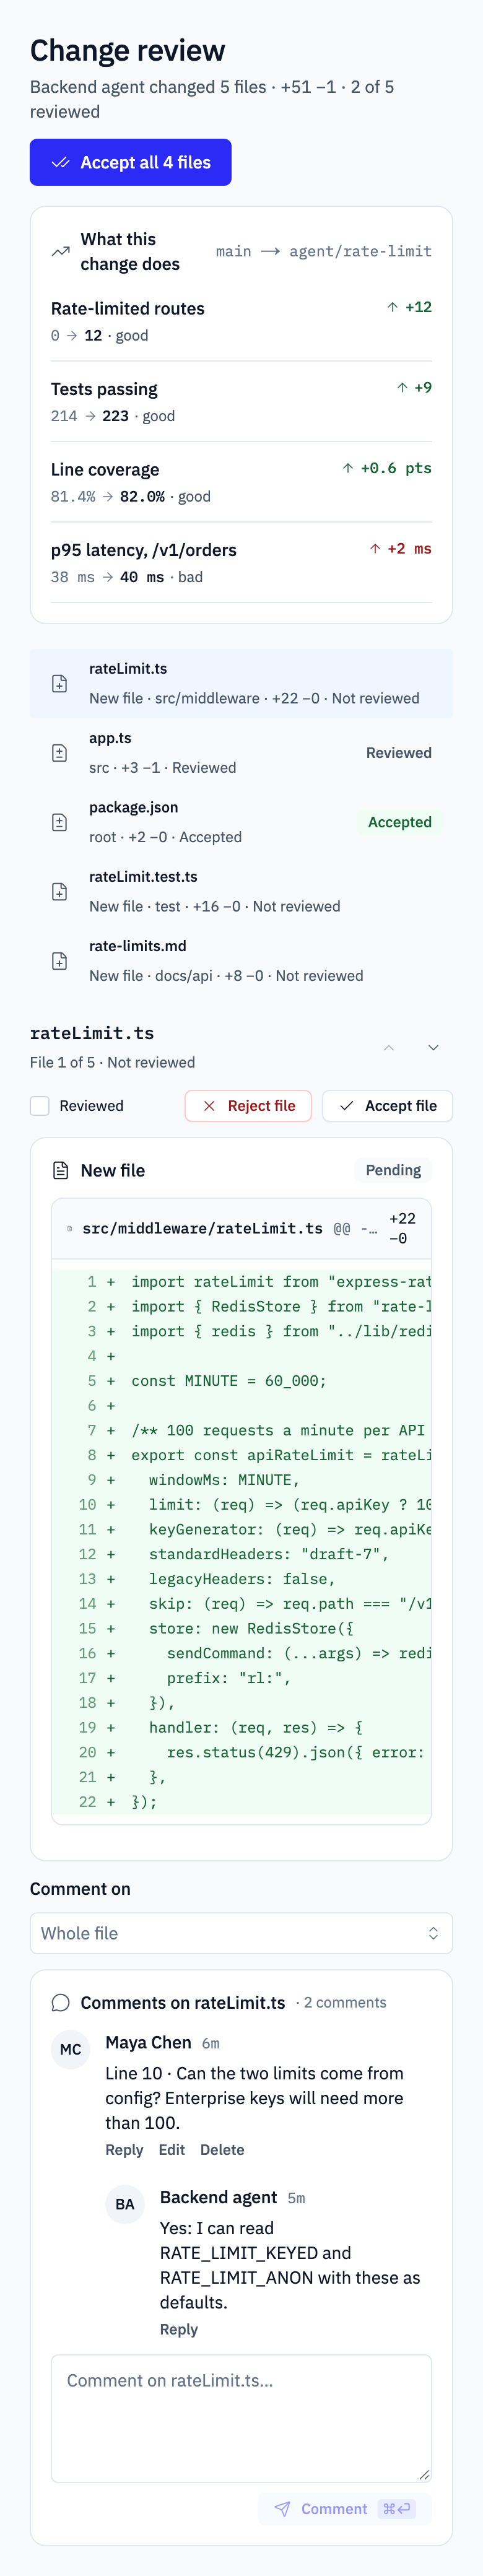 Change review
Backend agent changed 5 files · +51 −1 · 2 of 5
reviewed
Accept all 4 files
What this
change does
main → agent/rate-limit
Rate-limited routes
↑ +12
0 → 12 · good
Tests passing
↑ +9
214 → 223 · good
Line coverage
↑ +0.6 pts
81.4% → 82.0% · good
p95 latency, /v1/orders
↑ +2 ms
38 ms → 40 ms · bad
rateLimit.ts
New file · src/middleware · +22 −0 · Not reviewed
app.ts
src · +3 −1 · Reviewed
Reviewed
package.json
root · +2 −0 · Accepted
Accepted
rateLimit.test.ts
New file · test · +16 −0 · Not reviewed
rate-limits.md
New file · docs/api · +8 −0 · Not reviewed
rateLimit.ts
File 1 of 5 · Not reviewed
Reviewed
Reject file
Accept file
New file
Pending
src/middleware/rateLimit.ts @@ -…
+22
−0
1 + import rateLimit from "express-rat
2 + import { RedisStore } from "rate-l
3 + import { redis } from "../lib/redi
4 +
5 + const MINUTE = 60_000;
6 +
7 + /** 100 requests a minute per API
8 + export const apiRateLimit = rateLi
9 + windowMs: MINUTE,
10 + limit: (req) => (req.apiKey ? 10
11 + keyGenerator: (req) => req.apiKe
12 + standardHeaders: "draft-7",
13 + legacyHeaders: false,
14 + skip: (req) => req.path === "/v1
15 + store: new RedisStore({
16 + sendCommand: (...args) => redi
17 + prefix: "rl:",
18 + }),
19 + handler: (req, res) => {
20 + res.status(429).json({ error:
21 + },
22 + });
Comment on
Whole file
Comments on rateLimit.ts · 2 comments
MC
Maya Chen 6m
Line 10 · Can the two limits come from
config? Enterprise keys will need more
than 100.
Reply Edit Delete
BA
Backend agent 5m
Yes: I can read
RATE_LIMIT_KEYED and
RATE_LIMIT_ANON with these as
defaults.
Reply
Comment on rateLimit.ts…
Comment ⌘↵